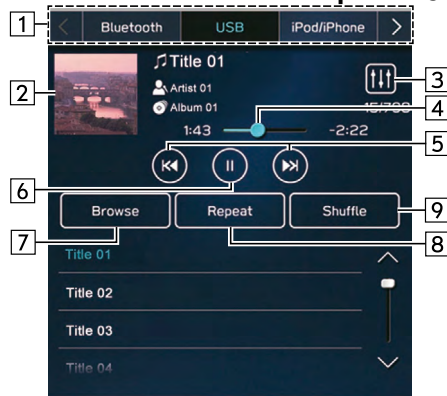 1 Bluetooth USB iPod/iPhone
2 Title 01 3
Artist 01
Album 01 4
1:43 -2:22
5
6
Browse Repeat Shuffle 9
7 8
Title 01
Title 02
Title 03
Title 04